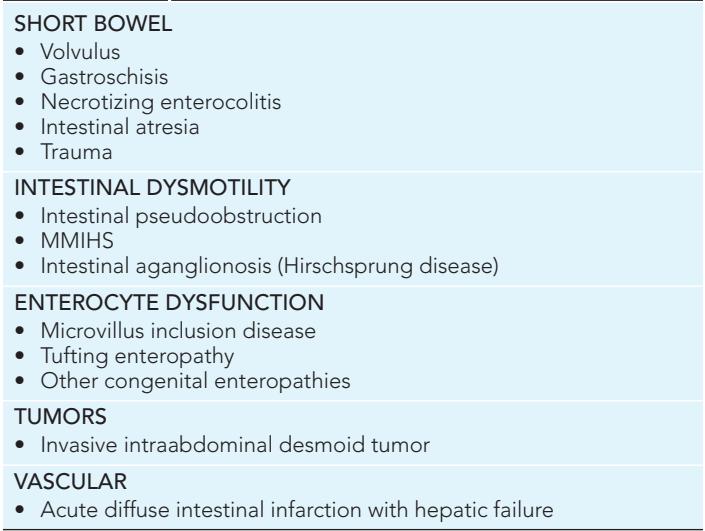 SHORT BOWEL
• Volvulus
• Gastroschisis
• Necrotizing enterocolitis
• Intestinal atresia
• Trauma
INTESTINAL DYSMOTILITY
• Intestinal pseudoobstruction
• MMIHS
• Intestinal aganglionosis (Hirschsprung disease)
ENTEROCYTE DYSFUNCTION
• Microvillus inclusion disease
• Tufting enteropathy
• Other congenital enteropathies
TUMORS
• Invasive intraabdominal desmoid tumor
VASCULAR
• Acute diffuse intestinal infarction with hepatic failure